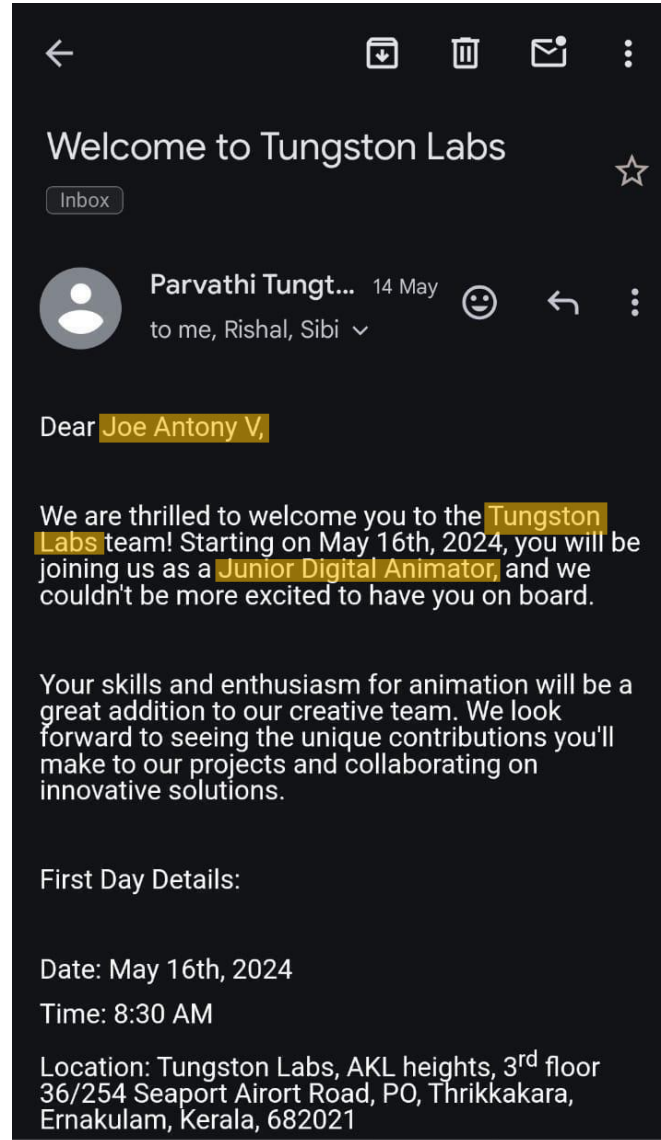 Welcome to Tungston Labs
Inbox
Parvathi Tungt... 14 May
to me, Rishal, Sibi
Dear Joe Antony V,
We are thrilled to welcome you to the Tungston
Labs team! Starting on May 16th, 2024, you will be
joining us as a Junior Digital Animator, and we
couldn't be more excited to have you on board.
Your skills and enthusiasm for animation will be a
great addition to our creative team. We look
forward to seeing the unique contributions you'll
make to our projects and collaborating on
innovative solutions.
First Day Details:
Date: May 16th, 2024
Time: 8:30 AM
Location: Tungston Labs, AKL heights, 3rd floor
36/254 Seaport Airort Road, PO, Thrikkakara,
Ernakulam, Kerala, 682021